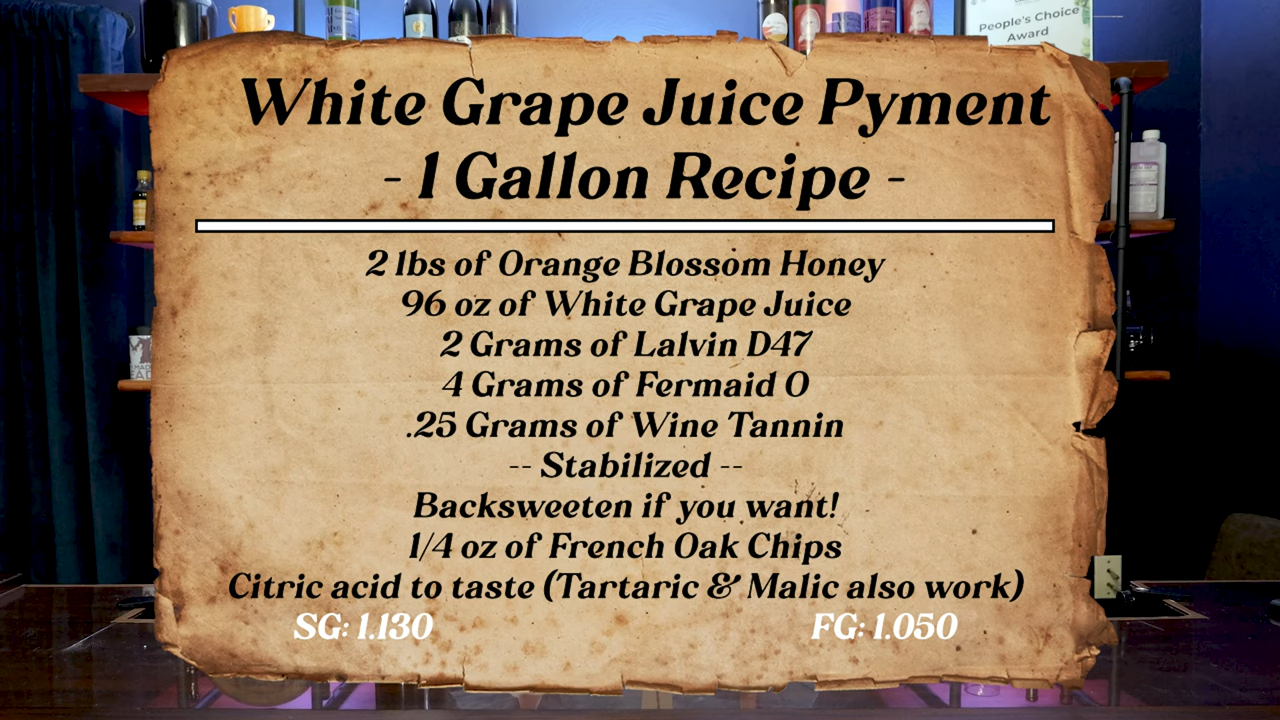 People's Choice
Award
White Grape Juice Pyment
- 1 Gallon Recipe -
2 lbs of Orange Blossom Honey
96 oz of White Grape Juice
2 Grams of Lalvin D47
4 Grams of Fermaid O
.25 Grams of Wine Tannin
-- Stabilized --
Backsweeten if you want!
1/4 oz of French Oak Chips
Citric acid to taste (Tartaric & Malic also work)
SG: 1.130
FG: 1.050